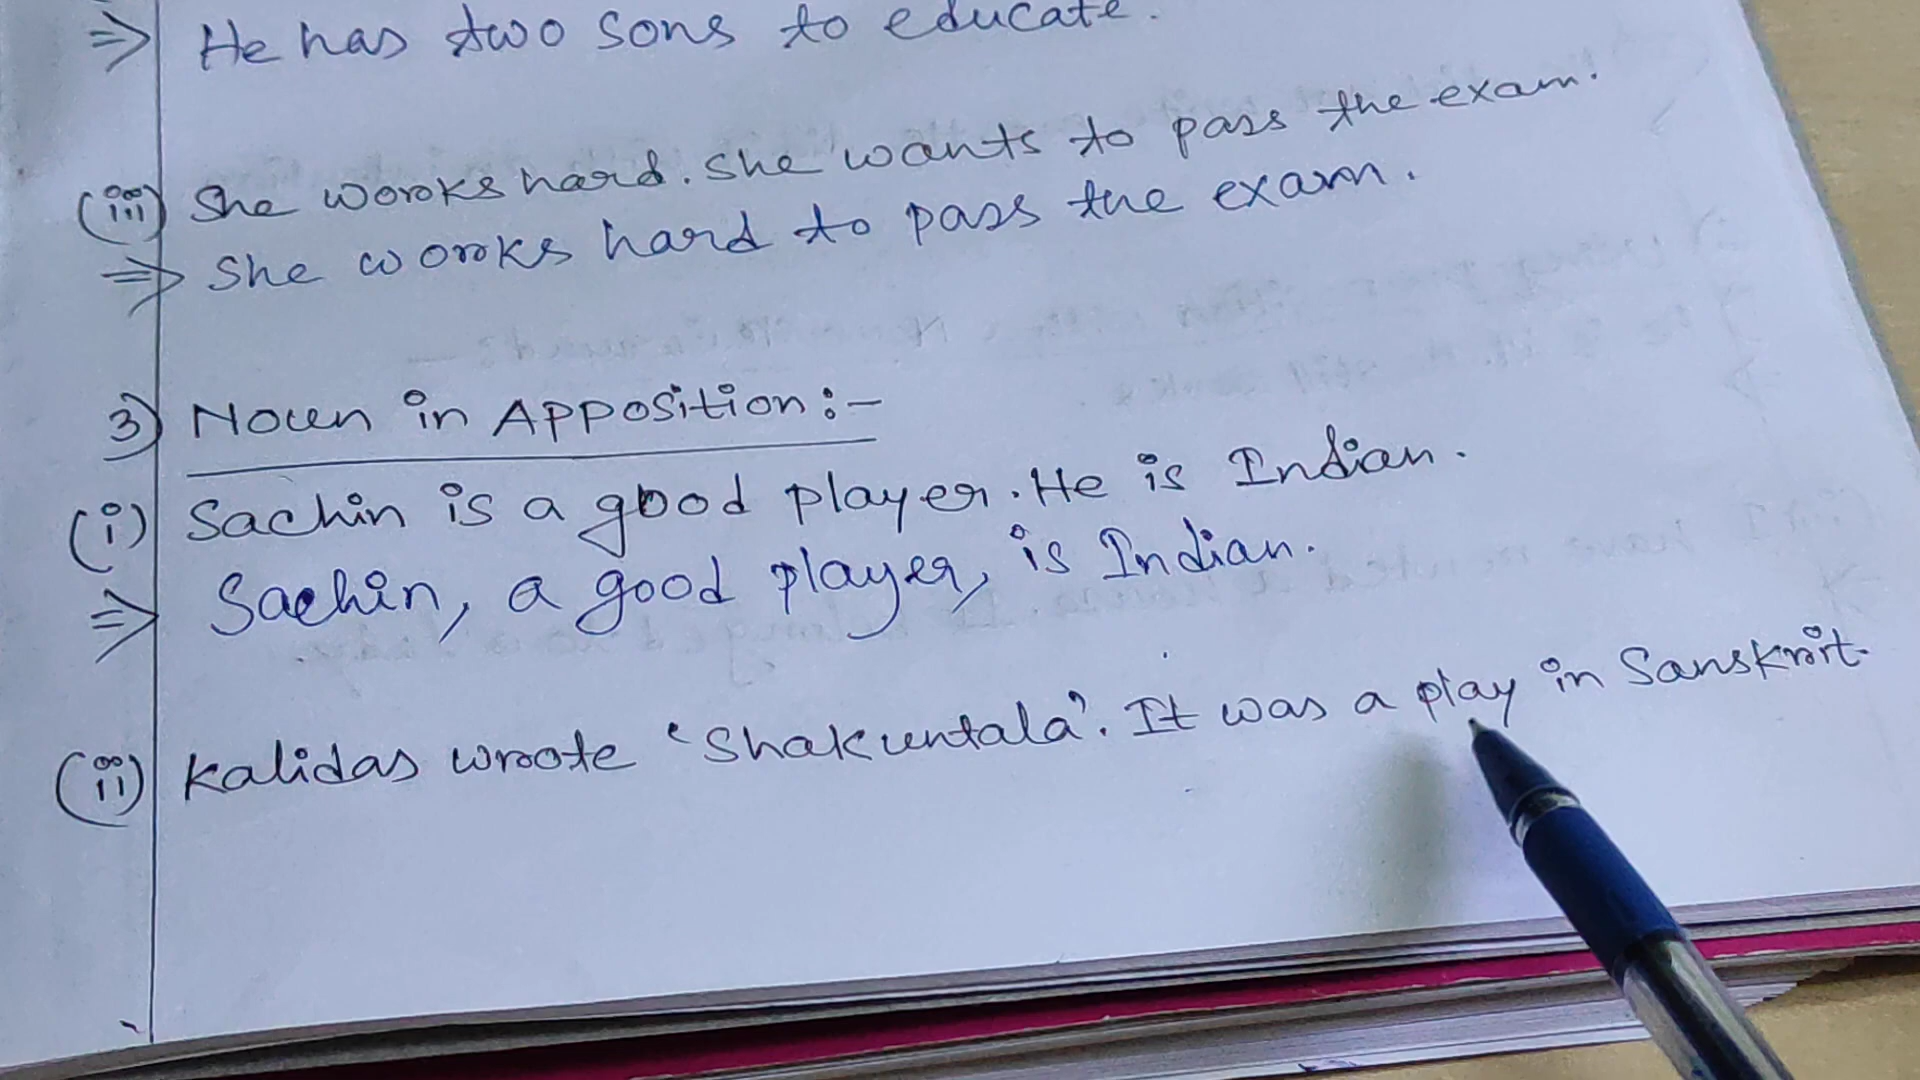 ⇒ He has two sons to educate.
(iii) She works hard. She wants to pass the exam.
⇒ She works hard to pass the exam.
3) Noun in Apposition :-
(i) Sachin is a good player. He is Indian.
⇒ Sachin, a good player, is Indian.
(ii) Kalidas wrote 'Shakuntala'. It was a play in Sanskrit.